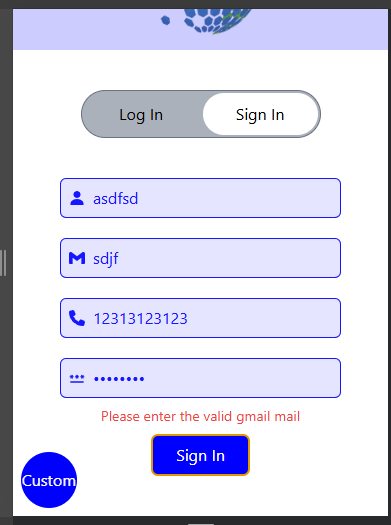 Log In Sign In
asdfsd
sdjf
12313123123
••••••••
Please enter the valid gmail mail
Sign In
Custom